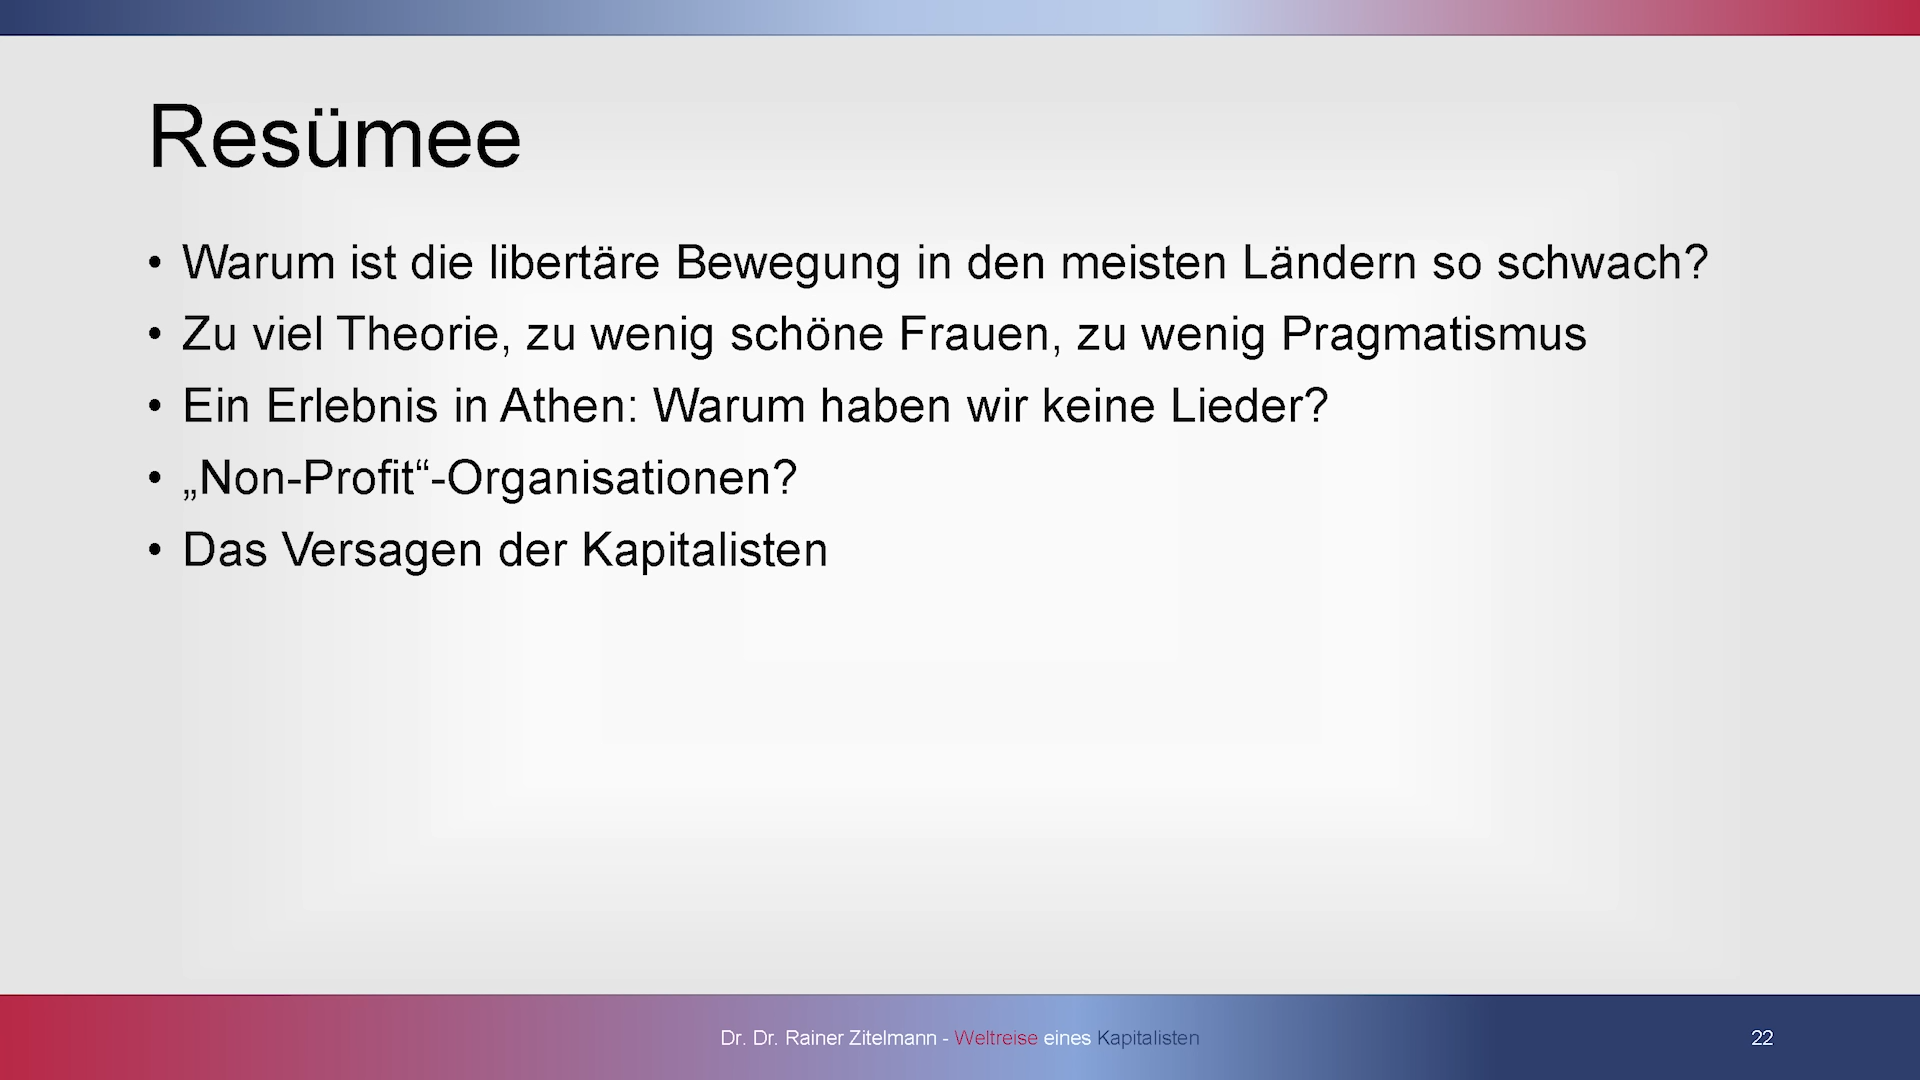 Resümee
• Warum ist die libertäre Bewegung in den meisten Ländern so schwach?
• Zu viel Theorie, zu wenig schöne Frauen, zu wenig Pragmatismus
• Ein Erlebnis in Athen: Warum haben wir keine Lieder?
• „Non-Profit“-Organisationen?
• Das Versagen der Kapitalisten
Dr. Dr. Rainer Zitelmann - Weltreise eines Kapitalisten
22